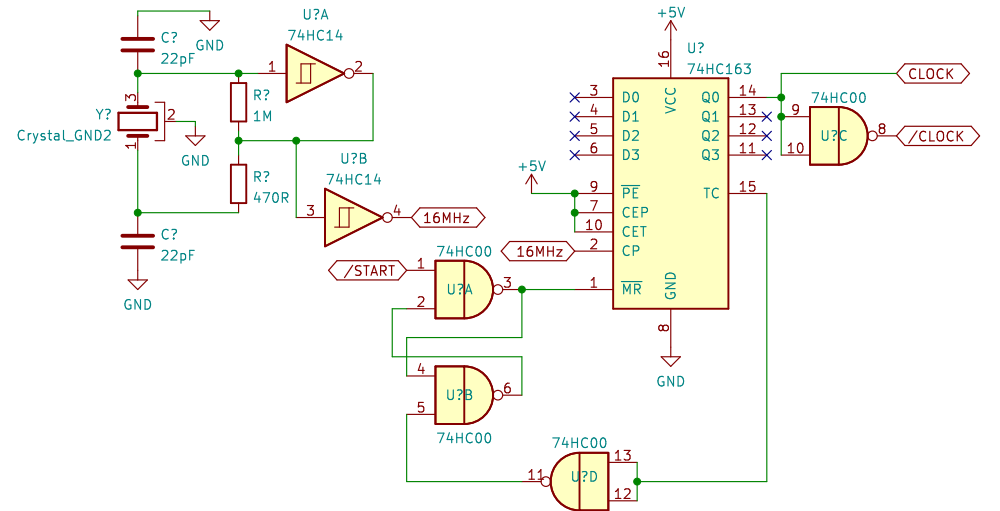 C?
22pF
GND
U?A
74HC14
1
2
R?
1M
Y?
3
2
1
Crystal_GND2
GND
R?
470R
U?B
74HC14
3
4
16MHz
C?
22pF
GND
+5V
U?
74HC163
16
VCC
3 D0 Q0 14
4 D1 Q1 13
5 D2 Q2 12
6 D3 Q3 11
+5V
9 PE TC 15
7 CEP
10 CET
16MHz 2 CP
1 MR
GND
8
GND
CLOCK
74HC00
9
10
U?C
8
/CLOCK
74HC00
/START
1
2
U?A
3
4
5
U?B
6
74HC00
74HC00
11
U?D
13
12